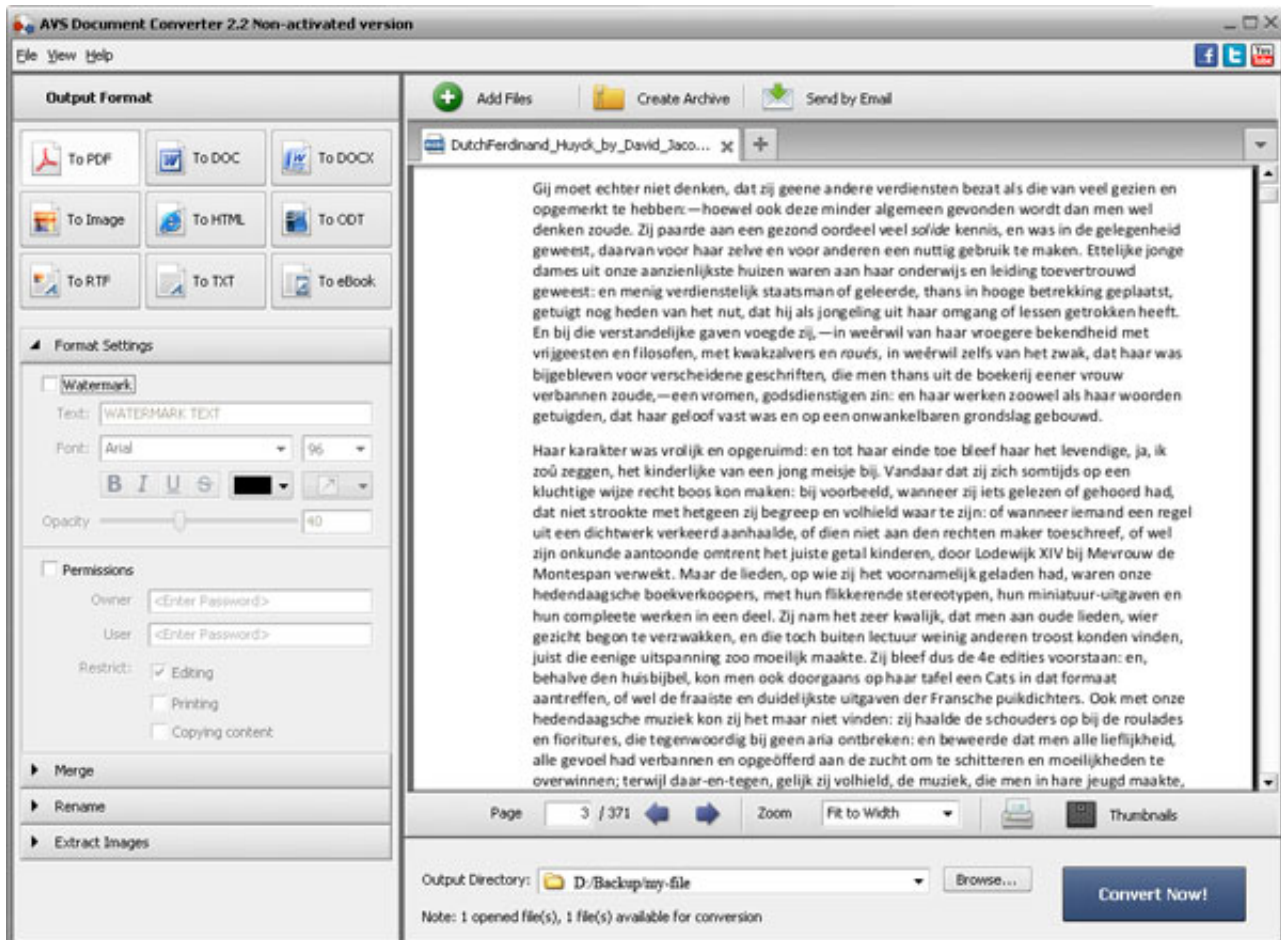 AVS Document Converter 2.2 Non-activated version
File View Help
Output Format
To PDF
To DOC
To DOCX
To Image
To HTML
To ODT
To RTF
To TXT
To eBook
Format Settings
Watermark
Text: WATERMARK TEXT
Font: Arial 96
B I U S
Opacity 40
Permissions
Owner <Enter Password>
User <Enter Password>
Restrict: Editing
Printing
Copying content
Merge
Rename
Extract Images
Add Files Create Archive Send by Email
DutchFerdinand_Huyck_by_David_Jaco...
Gij moet echter niet denken, dat zij geene andere verdiensten bezat als die van veel gezien en
opgemerkt te hebben:—hoewel ook deze minder algemeen gevonden wordt dan men wel
denken zoude. Zij paarde aan een gezond oordeel veel solide kennis, en was in de gelegenheid
geweest, daarvan voor haar zelve en voor anderen een nuttig gebruik te maken. Ettelijke jonge
dames uit onze aanzienlijkste huizen waren aan haar onderwijs en leiding toevertrouwd
geweest: en menig verdienstelijk staatsman of geleerde, thans in hooge betrekking geplaatst,
getuigt nog heden van het nut, dat hij als jongeling uit haar omgang of lessen getrokken heeft.
En bij die verstandelijke gaven voegde zij,—in weêrwil van haar vroegere bekendheid met
vrijgeesten en filosofen, met kwakzalvers en roués, in weêrwil zelfs van het zwak, dat haar was
bijgebleven voor verscheidene geschriften, die men thans uit de boekerij eener vrouw
verbannen zoude,—een vromen, godsdienstigen zin: en haar werken zoowel als haar woorden
getuigden, dat haar geloof vast was en op een onwankelbaren grondslag gebouwd.
Haar karakter was vrolijk en opgeruimd: en tot haar einde toe bleef haar het levendige, ja, ik
zoû zeggen, het kinderlijke van een jong meisje bij. Vandaar dat zij zich somtijds op een
kluchtige wijze recht boos kon maken: bij voorbeeld, wanneer zij iets gelezen of gehoord had,
dat niet strookte met hetgeen zij begreep en volhield waar te zijn: of wanneer iemand een regel
uit een dichtwerk verkeerd aanhaalde, of dien niet aan den rechten maker toeschreef, of wel
zijn onkunde aantoonde omtrent het juiste getal kinderen, door Lodewijk XIV bij Mevrouw de
Montespan verwekt. Maar de lieden, op wie zij het voornamelijk geladen had, waren onze
hedendaagsche boekverkoopers, met hun flikkerende stereotypen, hun miniatuur-uitgaven en
hun compleete werken in een deel. Zij nam het zeer kwalijk, dat men aan oude lieden, wier
gezicht begon te verzwakken, en die toch buiten lectuur weinig anderen troost konden vinden,
juist die eenige uitspanning zoo moeilijk maakte. Zij bleef dus de 4e edities voorstaan: en,
behalve den huisbijbel, kon men ook doorgaans op haar tafel een Cats in dat formaat
aantreffen, of wel de fraaiste en duidelijkste uitgaven der Fransche puikdichters. Ook met onze
hedendaagsche muziek kon zij het maar niet vinden: zij haalde de schouders op bij de roulades
en fioritures, die tegenwoordig bij geen aria ontbreken: en beweerde dat men alle lieflijkheid,
alle gevoel had verbannen en opgeöfferd aan de zucht om te schitteren en moeilijkheden te
overwinnen; terwijl daar-en-tegen, gelijk zij volhield, de muziek, die men in hare jeugd maakte,
Page 3 / 371 Zoom Fit to Width Thumbnails
Output Directory: D:/Backup/my-file Browse...
Convert Now!
Note: 1 opened file(s), 1 file(s) available for conversion